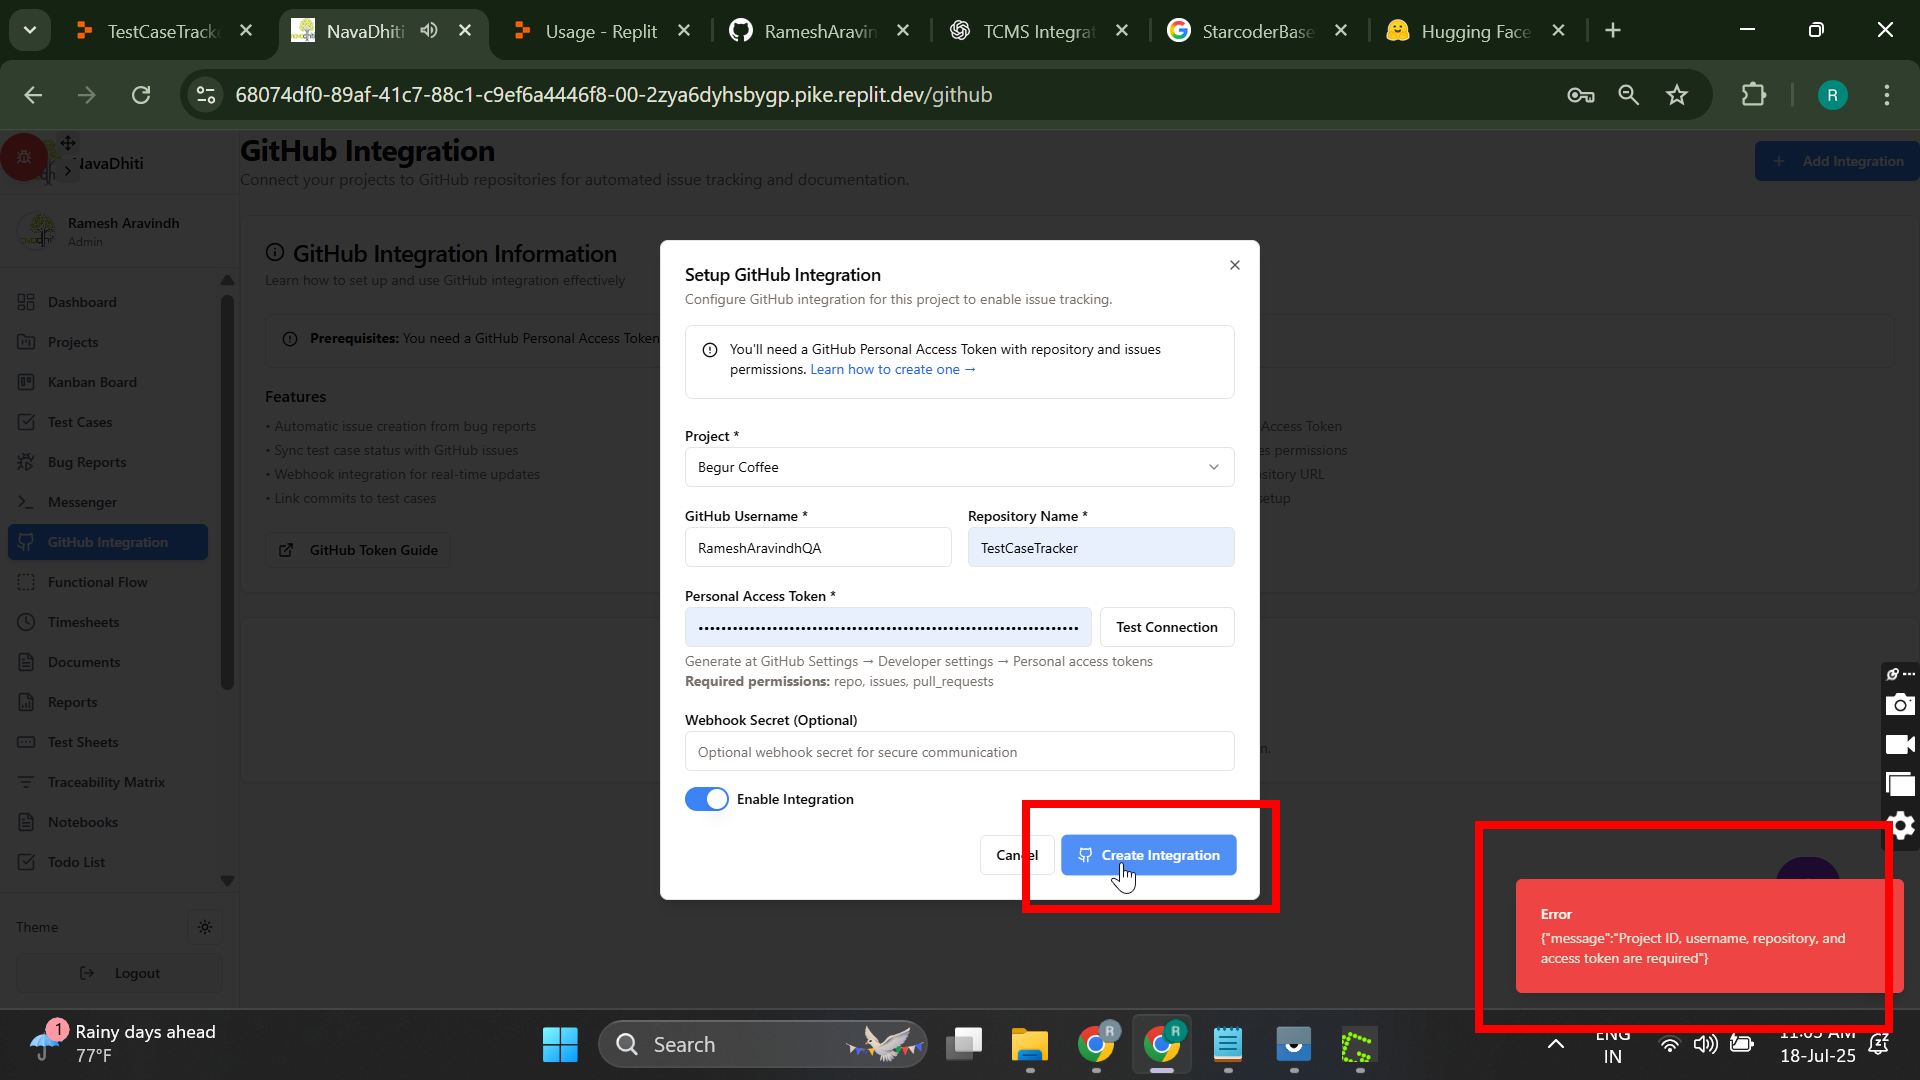 TestCaseTracke
NavaDhiti
Usage - Replit
RameshAravin
TCMS Integrat
StarcoderBase
Hugging Face
68074df0-89af-41c7-88c1-c9ef6a4446f8-00-2zya6dyhsbygp.pike.replit.dev/github
R
NavaDhiti
GitHub Integration
Connect your projects to GitHub repositories for automated issue tracking and documentation.
+ Add Integration
Ramesh Aravindh
Admin
GitHub Integration Information
Learn how to set up and use GitHub integration effectively
Prerequisites: You need a GitHub Personal Access Token
Features
• Automatic issue creation from bug reports
• Sync test case status with GitHub issues
• Webhook integration for real-time updates
• Link commits to test cases
GitHub Token Guide
Access Token
es permissions
sitory URL
setup
n.
Dashboard
Projects
Kanban Board
Test Cases
Bug Reports
Messenger
GitHub Integration
Functional Flow
Timesheets
Documents
Reports
Test Sheets
Traceability Matrix
Notebooks
Todo List
Theme
Logout
Setup GitHub Integration
Configure GitHub integration for this project to enable issue tracking.
You'll need a GitHub Personal Access Token with repository and issues
permissions. Learn how to create one →
Project *
Begur Coffee
GitHub Username *
Repository Name *
RameshAravindhQA
TestCaseTracker
Personal Access Token *
Test Connection
Generate at GitHub Settings → Developer settings → Personal access tokens
Required permissions: repo, issues, pull_requests
Webhook Secret (Optional)
Optional webhook secret for secure communication
Enable Integration
Cancel
Create Integration
Error
{"message":"Project ID, username, repository, and
access token are required"}
1
Rainy days ahead
77°F
Search
R
R
ENG
IN
11:05 AM
18-Jul-25